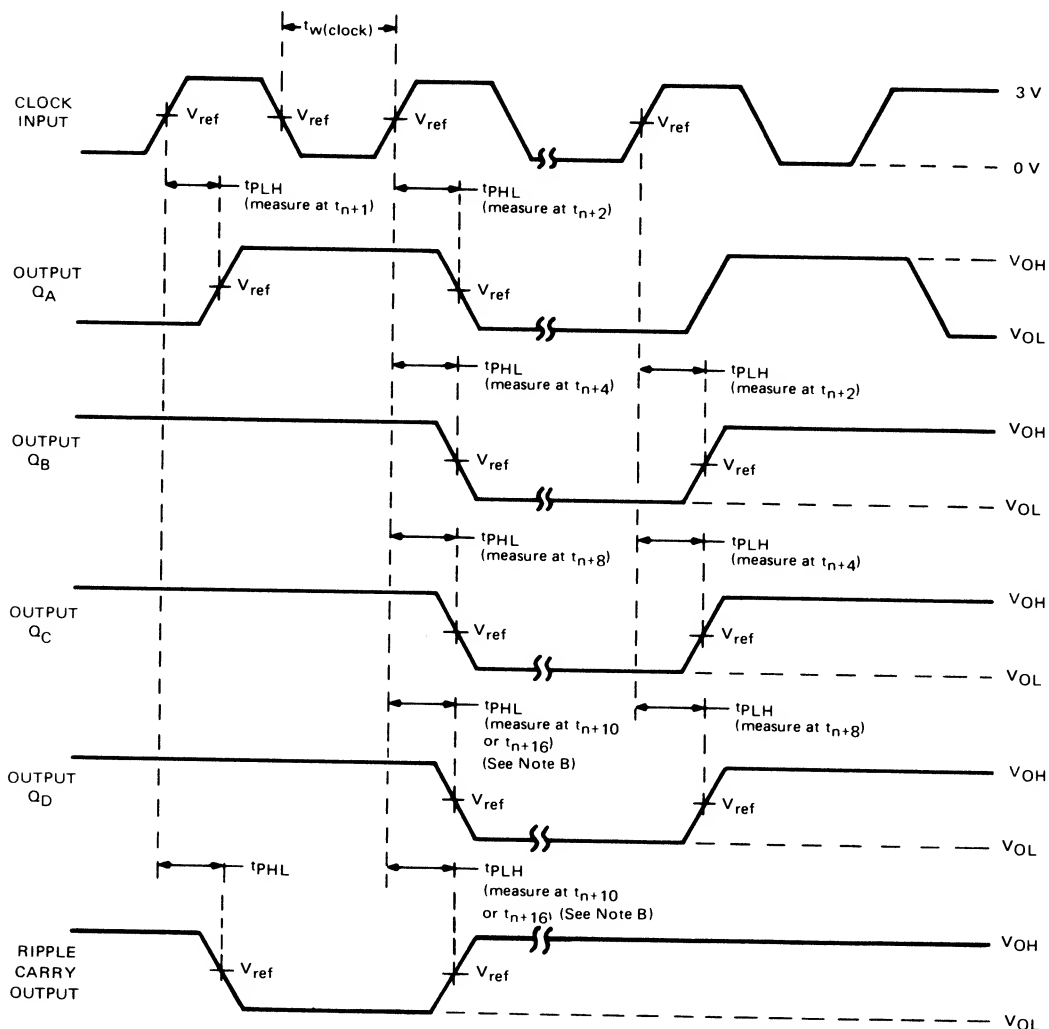 tw(clock)
CLOCK
INPUT
Vref
Vref
Vref
Vref
3 V
0 V
tPLH
(measure at tn+1)
tPHL
(measure at tn+2)
OUTPUT
QA
Vref
Vref
VOH
VOL
tPHL
(measure at tn+4)
tPLH
(measure at tn+2)
OUTPUT
QB
Vref
Vref
VOH
VOL
tPHL
(measure at tn+8)
tPLH
(measure at tn+4)
OUTPUT
QC
Vref
Vref
VOH
VOL
tPHL
(measure at tn+10
or tn+16)
(See Note B)
tPLH
(measure at tn+8)
OUTPUT
QD
Vref
Vref
VOH
VOL
tPHL
tPLH
(measure at tn+10
or tn+16) (See Note B)
RIPPLE
CARRY
OUTPUT
Vref
Vref
VOH
VOL